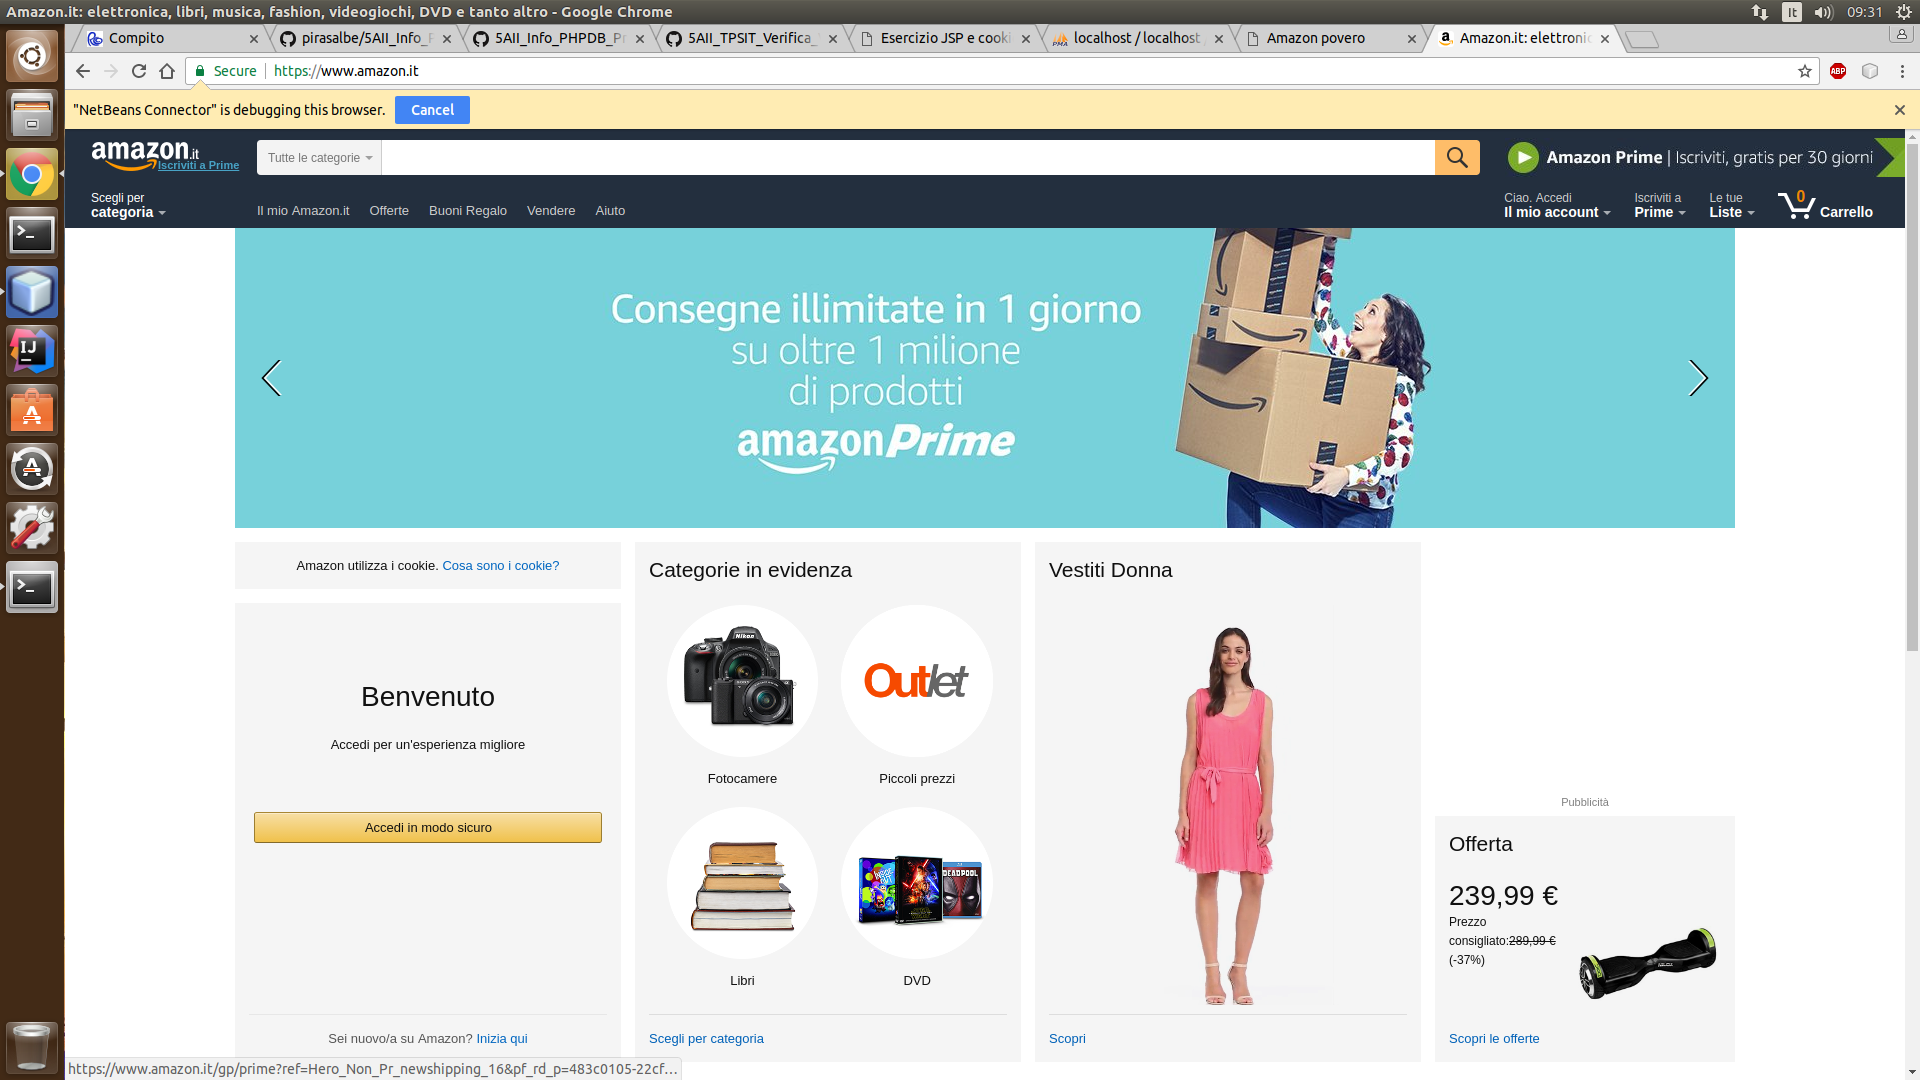 Amazon.it: elettronica, libri, musica, fashion, videogiochi, DVD e tanto altro - Google Chrome
It
09:31
Compito
pirasalbe/5AII_Info_P
5AII_Info_PHPDB_Pr
5AII_TPSIT_Verifica_
Esercizio JSP e cooki
localhost / localhost
Amazon povero
Amazon.it: elettronic
Secure
https://www.amazon.it
ABP
"NetBeans Connector" is debugging this browser.
Cancel
amazon.it
Iscriviti a Prime
Tutte le categorie
Amazon Prime | Iscriviti, gratis per 30 giorni
Scegli per
categoria
Il mio Amazon.it
Offerte
Buoni Regalo
Vendere
Aiuto
Ciao. Accedi
Il mio account
Iscriviti a
Prime
Le tue
Liste
0
Carrello
Consegne illimitate in 1 giorno
su oltre 1 milione
di prodotti
amazonPrime
Amazon utilizza i cookie. Cosa sono i cookie?
Benvenuto
Accedi per un'esperienza migliore
Accedi in modo sicuro
Sei nuovo/a su Amazon? Inizia qui
Categorie in evidenza
Nikon
Outlet
Fotocamere
Piccoli prezzi
DEADPOOL
Libri
DVD
Scegli per categoria
Vestiti Donna
Scopri
Pubblicità
Offerta
239,99 €
Prezzo
consigliato:289,99 €
(-37%)
Scopri le offerte
https://www.amazon.it/gp/prime?ref=Hero_Non_Pr_newshipping_16&pf_rd_p=483c0105-22cf...